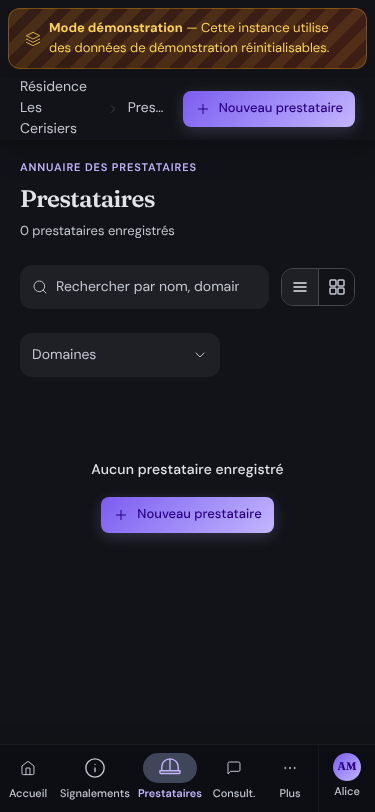 Mode démonstration — Cette instance utilise
des données de démonstration réinitialisables.
Résidence
Les
Cerisiers
Pres…
Nouveau prestataire
ANNUAIRE DES PRESTATAIRES
Prestataires
0 prestataires enregistrés
Rechercher par nom, domair
Domaines
Aucun prestataire enregistré
Nouveau prestataire
Accueil
Signalements
Prestataires
Consult.
Plus
AM
Alice